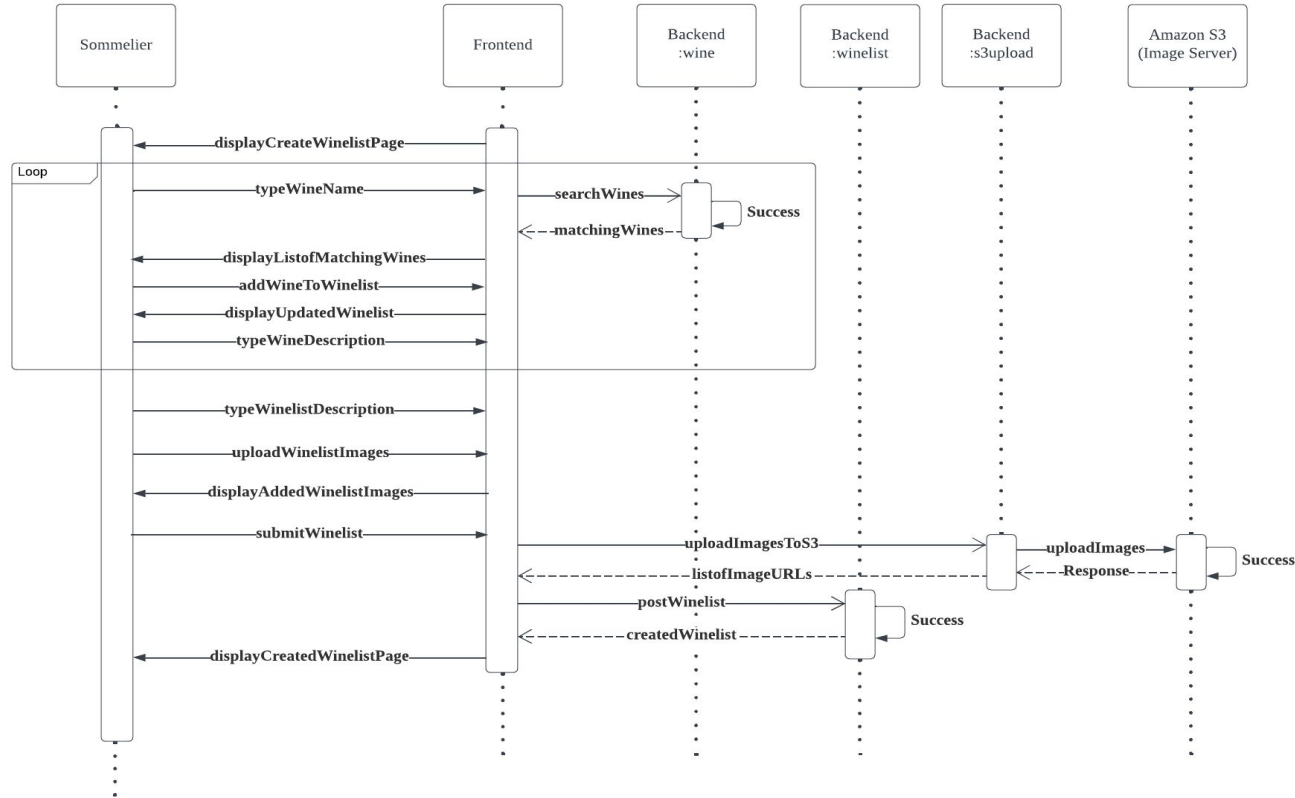 Sommelier
Frontend
Backend
:wine
Backend
:winelist
Backend
:s3upload
Amazon S3
(Image Server)
displayCreateWinelistPage
Loop
typeWineName
searchWines
Success
matchingWines
displayListofMatchingWines
addWineToWinelist
displayUpdatedWinelist
typeWineDescription
typeWinelistDescription
uploadWinelistImages
displayAddedWinelistImages
submitWinelist
uploadImagesToS3
uploadImages
Success
Response
listofImageURLs
postWinelist
Success
createdWinelist
displayCreatedWinelistPage